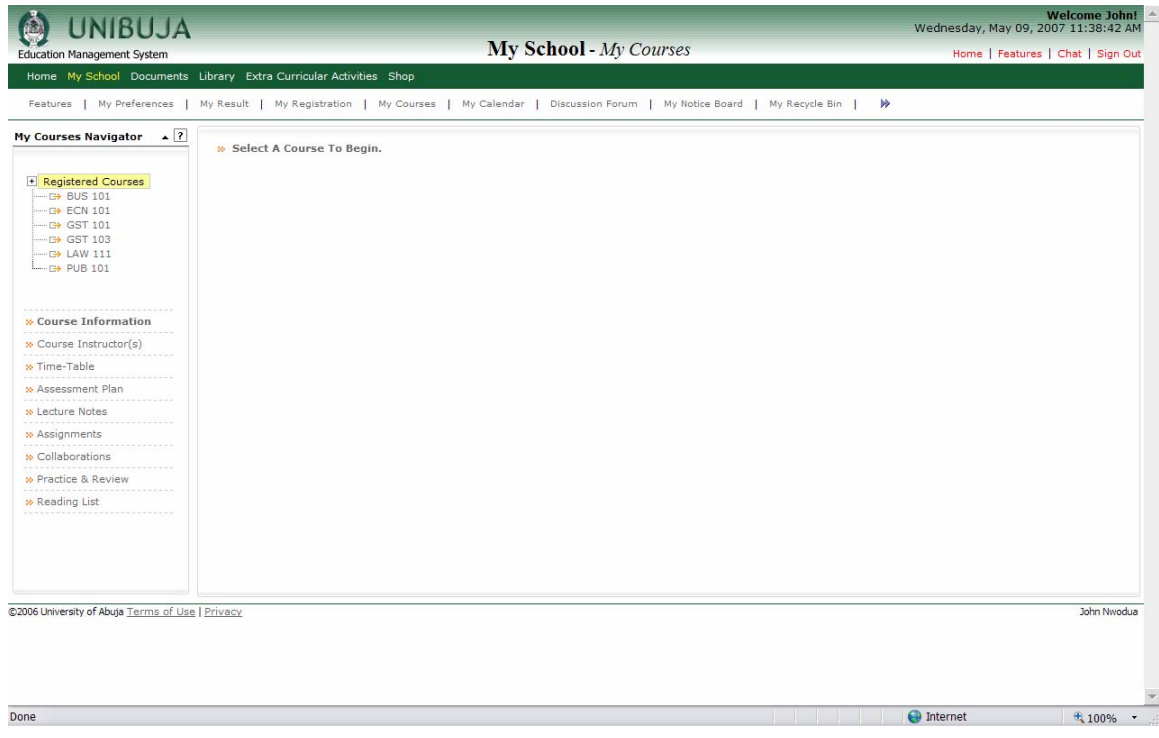 UNIBUJA
Education Management System
My School - My Courses
Welcome John!
Wednesday, May 09, 2007 11:38:42 AM
Home | Features | Chat | Sign Out
Home My School Documents Library Extra Curricular Activities Shop
Features | My Preferences | My Result | My Registration | My Courses | My Calendar | Discussion Forum | My Notice Board | My Recycle Bin |
My Courses Navigator ?
Select A Course To Begin.
Registered Courses
BUS 101
ECN 101
GST 101
GST 103
LAW 111
PUB 101
Course Information
Course Instructor(s)
Time-Table
Assessment Plan
Lecture Notes
Assignments
Collaborations
Practice & Review
Reading List
©2006 University of Abuja Terms of Use | Privacy
John Nwodua
Done
Internet
100%